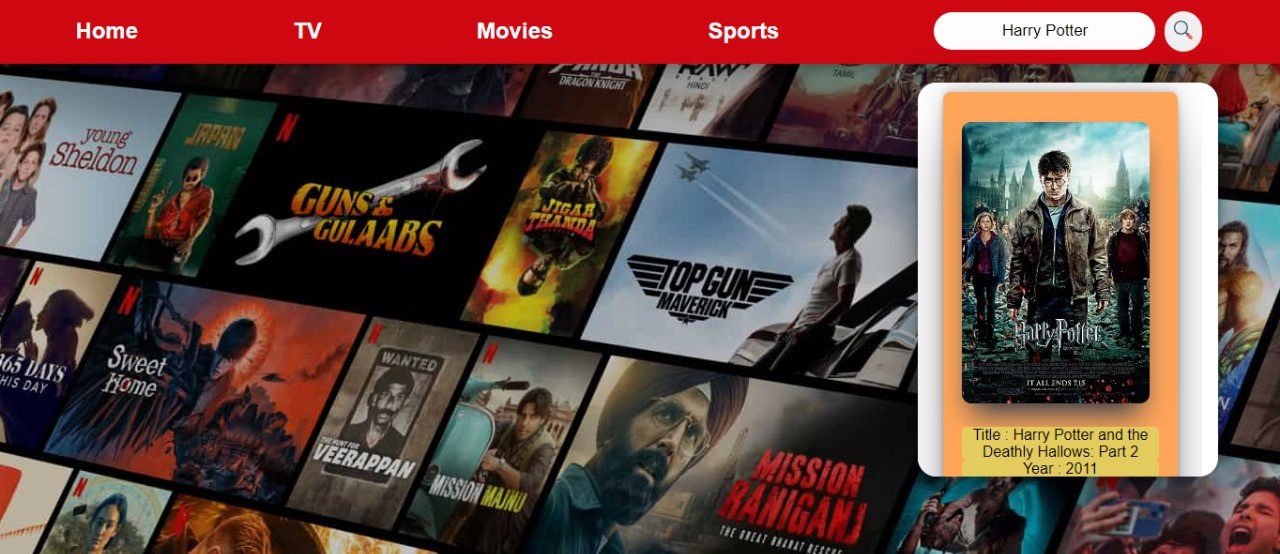 Home TV Movies Sports Harry Potter
DRAGON KNIGHT
HINDI
TAMIL
young
Sheldon
JAPAN
N
GUNS &
GULAABS
JIGAR
THANDA
TOP GUN
MAVERICK
N
365 DAYS
THIS DAY
N
Sweet
Home
N
WANTED
THE HUNT FOR
VEERAPPAN
N
MISSION MAJNU
MISSION
RANIGANJ
THE GREAT BHARAT RESCUE
N
N
Harry Potter
IT ALL ENDS 7.15
Title : Harry Potter and the
Deathly Hallows: Part 2
Year : 2011